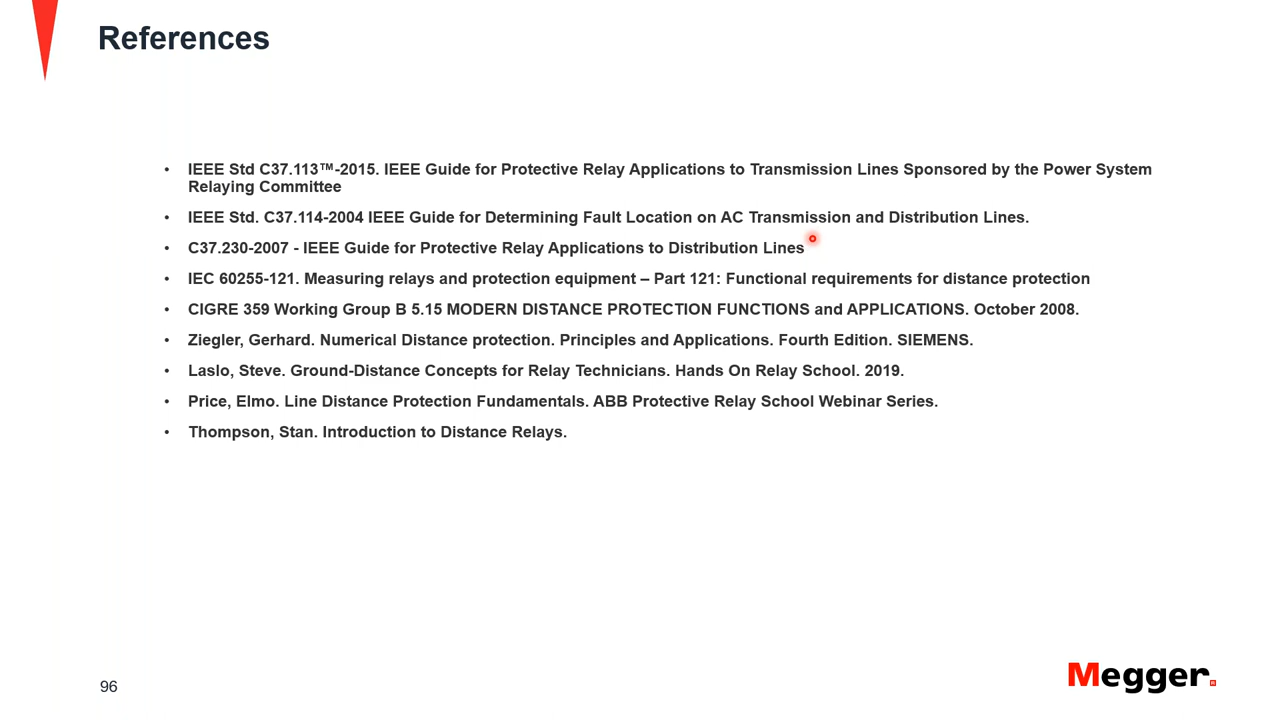 References
• IEEE Std C37.113™-2015. IEEE Guide for Protective Relay Applications to Transmission Lines Sponsored by the Power System
Relaying Committee
• IEEE Std. C37.114-2004 IEEE Guide for Determining Fault Location on AC Transmission and Distribution Lines.
• C37.230-2007 - IEEE Guide for Protective Relay Applications to Distribution Lines
• IEC 60255-121. Measuring relays and protection equipment – Part 121: Functional requirements for distance protection
• CIGRE 359 Working Group B 5.15 MODERN DISTANCE PROTECTION FUNCTIONS and APPLICATIONS. October 2008.
• Ziegler, Gerhard. Numerical Distance protection. Principles and Applications. Fourth Edition. SIEMENS.
• Laslo, Steve. Ground-Distance Concepts for Relay Technicians. Hands On Relay School. 2019.
• Price, Elmo. Line Distance Protection Fundamentals. ABB Protective Relay School Webinar Series.
• Thompson, Stan. Introduction to Distance Relays.
96
Megger